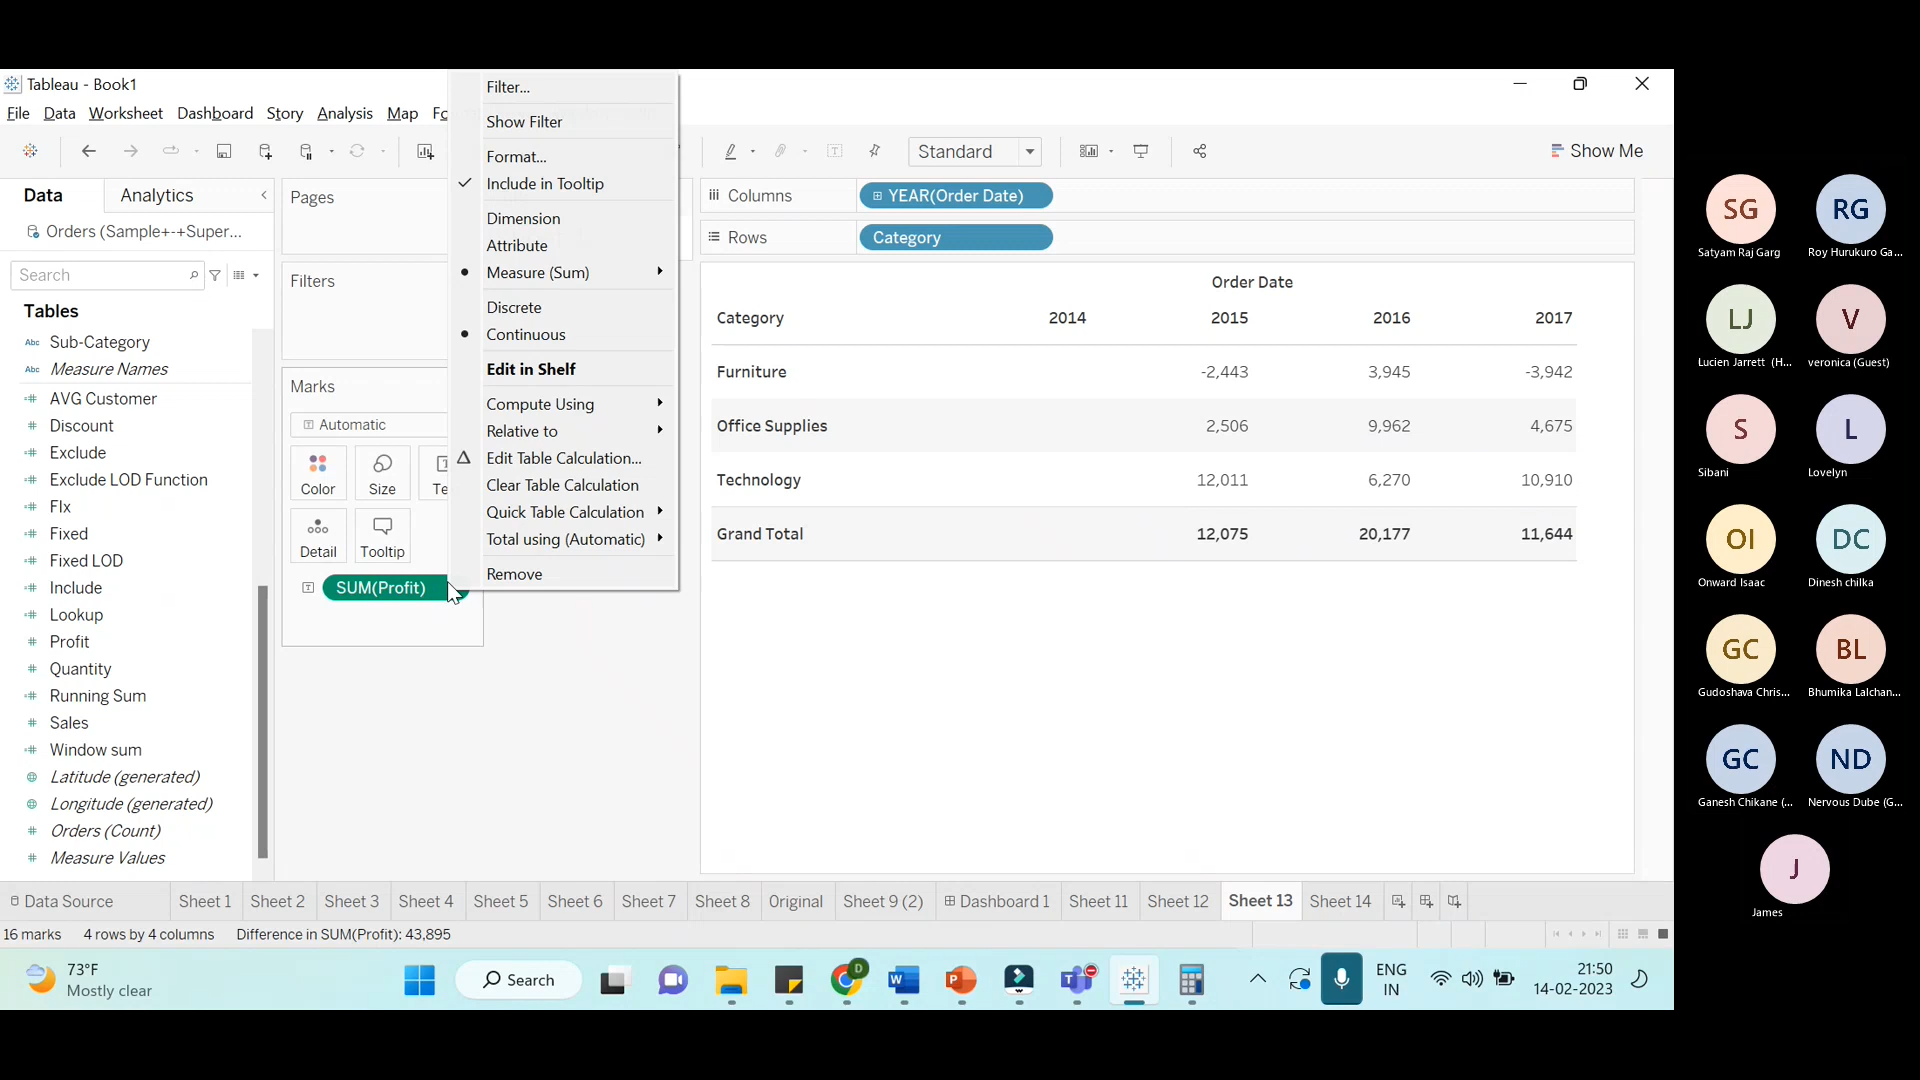 Tableau - Book1
File Data Worksheet Dashboard Story Analysis Map Fo
Standard
Show Me
Data Analytics
Orders (Sample+-+Super...
Search
Tables
Abc Sub-Category
Abc Measure Names
AVG Customer
Discount
Exclude
Exclude LOD Function
FIx
Fixed
Fixed LOD
Include
Lookup
Profit
Quantity
Running Sum
Sales
Window sum
Latitude (generated)
Longitude (generated)
Orders (Count)
Measure Values
Pages
Filters
Marks
Automatic
Color Size Te
Detail Tooltip
SUM(Profit)
Filter...
Show Filter
Format...
Include in Tooltip
Dimension
Attribute
Measure (Sum)
Discrete
Continuous
Edit in Shelf
Compute Using
Relative to
Edit Table Calculation...
Clear Table Calculation
Quick Table Calculation
Total using (Automatic)
Remove
Columns YEAR(Order Date)
Rows Category
Order Date
Category 2014 2015 2016 2017
Furniture -2,443 3,945 -3,942
Office Supplies 2,506 9,962 4,675
Technology 12,011 6,270 10,910
Grand Total 12,075 20,177 11,644
Data Source Sheet 1 Sheet 2 Sheet 3 Sheet 4 Sheet 5 Sheet 6 Sheet 7 Sheet 8 Original Sheet 9 (2) Dashboard 1 Sheet 11 Sheet 12 Sheet 13 Sheet 14
16 marks 4 rows by 4 columns Difference in SUM(Profit): 43,895
73°F
Mostly clear
Search
D
ENG
IN
21:50
14-02-2023
SG RG
Satyam Raj Garg Roy Hurukuro Ga...
LJ V
Lucien Jarrett (H... veronica (Guest)
S L
Sibani Lovelyn
OI DC
Onward Isaac Dinesh chilka
GC BL
Gudoshava Chris... Bhumika Lalchan...
GC ND
Ganesh Chikane (... Nervous Dube (G...
J
James